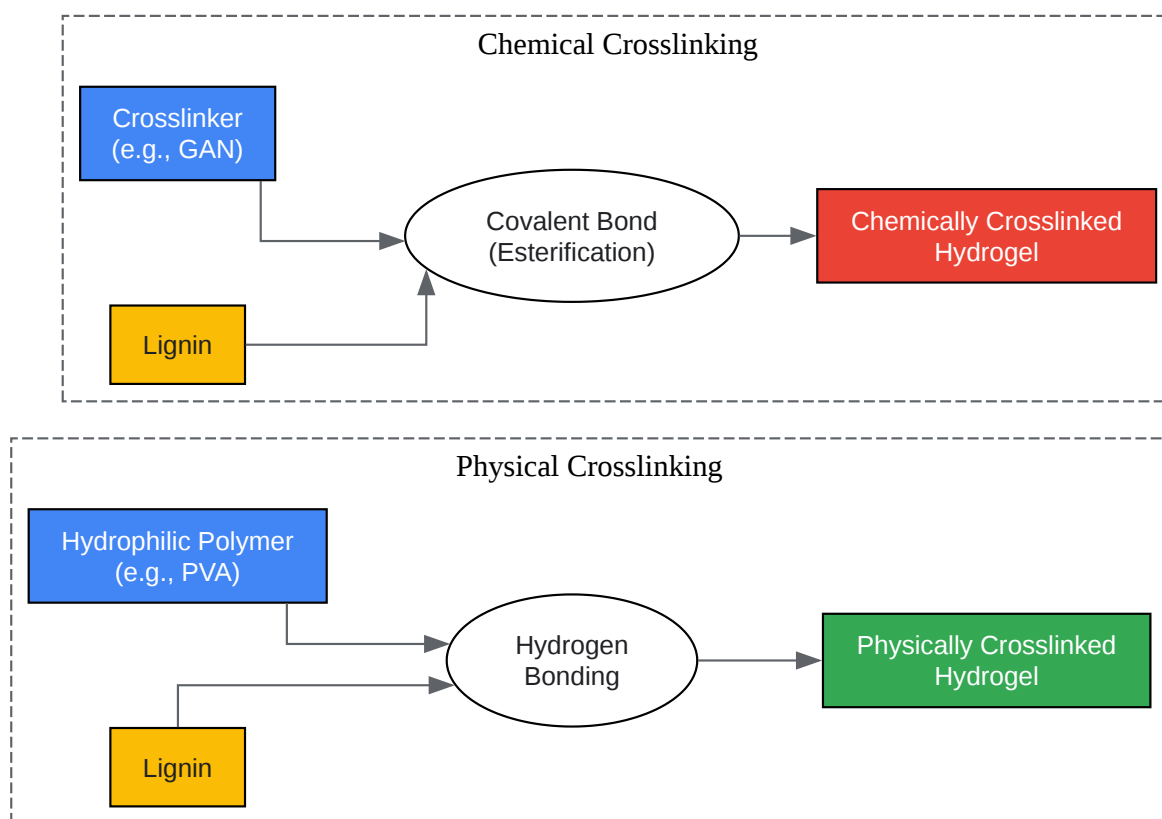 Chemical Crosslinking
Crosslinker
(e.g., GAN)
Covalent Bond
(Esterification)
Chemically Crosslinked
Hydrogel
Lignin
Physical Crosslinking
Hydrophilic Polymer
(e.g., PVA)
Hydrogen
Bonding
Physically Crosslinked
Hydrogel
Lignin